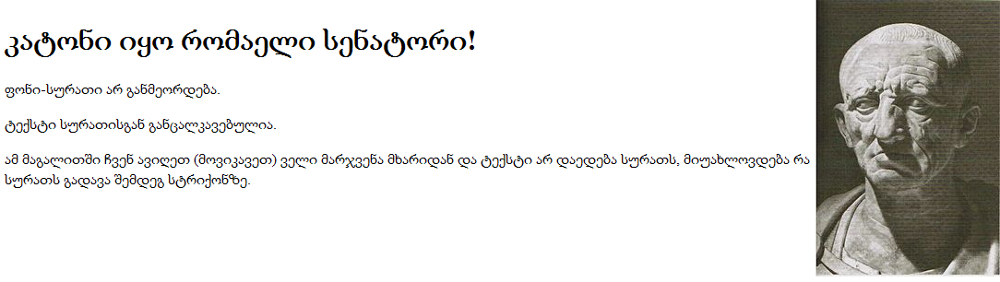 კატონი იყო რომაელი სენატორი!
ფონი-სურათი არ განმეორდება.
ტექსტი სურათისგან განცალკავებულია.
ამ მაგალითში ჩვენ ავიღეთ (მოვიკავეთ) ველი მარჯვენა მხარიდან და ტექსტი არ დაედება სურათს, მიუახლოვდება რა
სურათს გადავა შემდეგ სტრიქონზე.